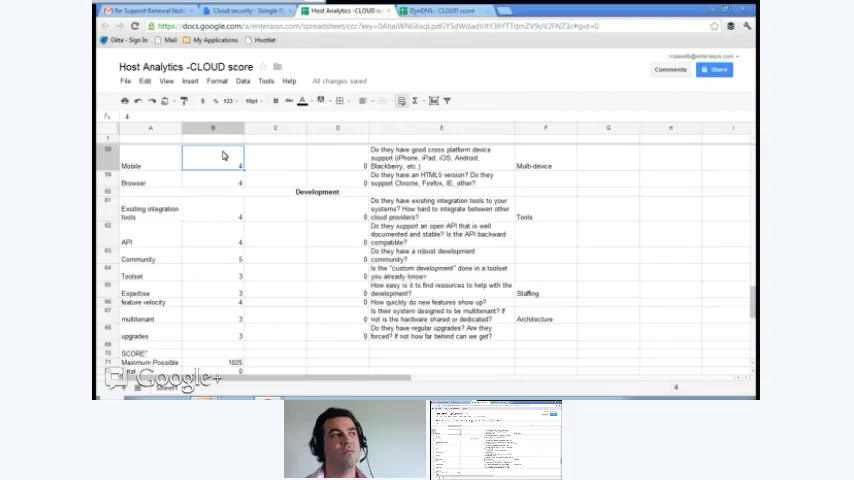 Re: Support Renewal Notic
Cloud security - Google D
Host Analytics -CLOUD sc
DynDNS - CLOUD score
Okta - Sign In
Mail
My Applications
Hootlet
Host Analytics -CLOUD score
Comments
Share
File Edit View Insert Format Data Tools Help All changes saved
$ % 123 10pt B Abc A
fx 4
A B C D E F G H I
58 Mobile 4 0 Do they have good cross platform device
support (iPhone, iPad, iOS, Android,
Blackberry, etc.) Multi-device
59 Browser 4 0 Do they have an HTML5 version? Do they
support Chrome, Firefox, IE, other?
60 Development
61 Existing integration
tools 4 0 Do they have existing integration tools to your
systems? How hard to integrate between
other cloud providers? Tools
62 API 4 0 Do they support an open API that is well
documented and stable? Is the API backward
compatible?
63 Community 5 0 Do they have a robust development
community?
64 Toolset 3 0 Is the "custom development" done in a toolset
you already know>
65 Expertise 3 0 How easy is it to find resources to help with the
development? Staffing
66 feature velocity 4 0 How quickly do new features show up?
67 multitenant 3 0 Is their system designed to be multitenant? If
not is the hardware shared or dedicated? Architecture
68 upgrades 3 0 Do they have regular upgrades? Are they
forced? If not how far behind can we get?
69
70 SCORE"
71 Maximum Possible 1025
0
Google+
4